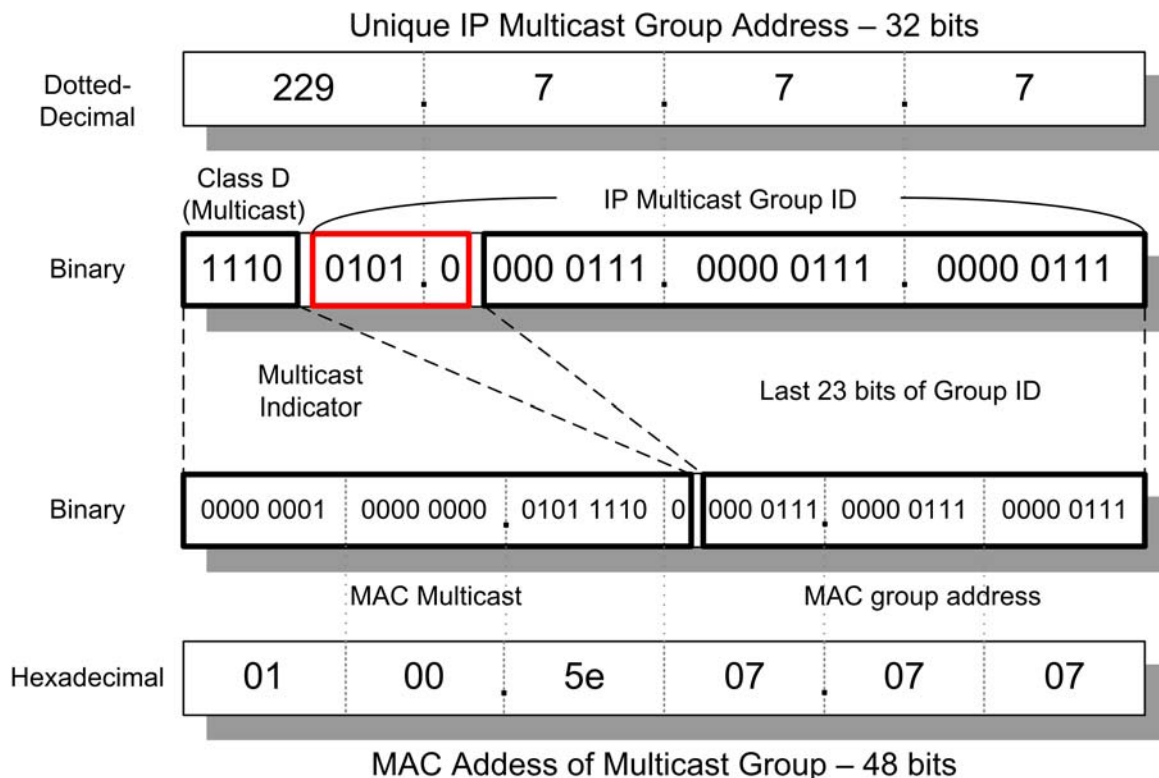 Unique IP Multicast Group Address – 32 bits
Dotted-
Decimal
229 . 7 . 7 . 7
Class D
(Multicast)
IP Multicast Group ID
Binary
1110 0101 . 0 000 0111 . 0000 0111 . 0000 0111
Multicast
Indicator
Last 23 bits of Group ID
Binary
0000 0001 0000 0000 . 0101 1110 0 000 0111 . 0000 0111 0000 0111
MAC Multicast
MAC group address
Hexadecimal
01 00 . 5e 07 . 07 07
MAC Addess of Multicast Group – 48 bits